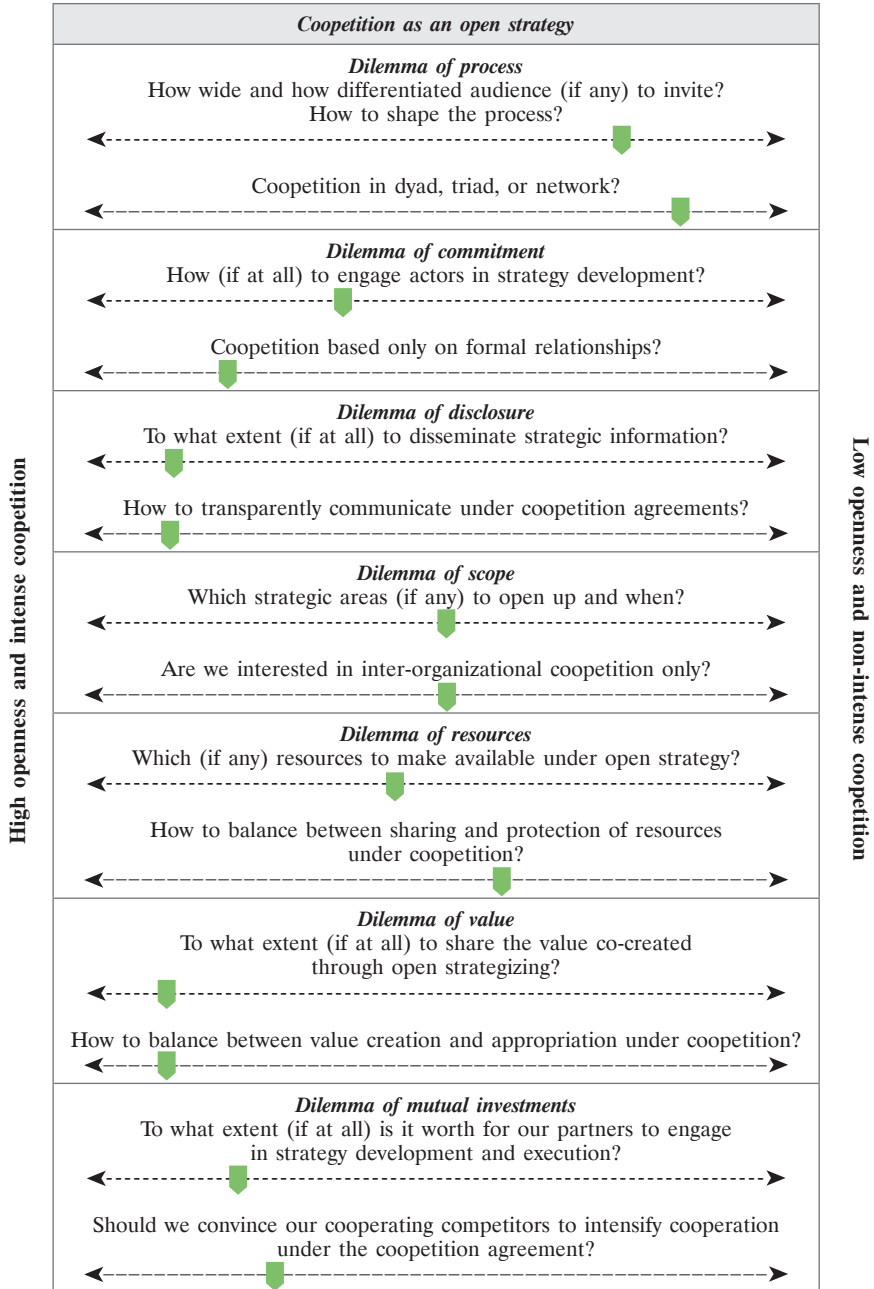 Coopetition as an open strategy
Dilemma of process
How wide and how differentiated audience (if any) to invite?
How to shape the process?
Coopetition in dyad, triad, or network?
Dilemma of commitment
How (if at all) to engage actors in strategy development?
Coopetition based only on formal relationships?
Dilemma of disclosure
To what extent (if at all) to disseminate strategic information?
How to transparently communicate under coopetition agreements?
Dilemma of scope
Which strategic areas (if any) to open up and when?
Are we interested in inter-organizational coopetition only?
Dilemma of resources
Which (if any) resources to make available under open strategy?
How to balance between sharing and protection of resources
under coopetition?
Dilemma of value
To what extent (if at all) to share the value co-created
through open strategizing?
How to balance between value creation and appropriation under coopetition?
Dilemma of mutual investments
To what extent (if at all) is it worth for our partners to engage
in strategy development and execution?
Should we convince our cooperating competitors to intensify cooperation
under the coopetition agreement?
High openness and intense coopetition
Low openness and non-intense coopetition